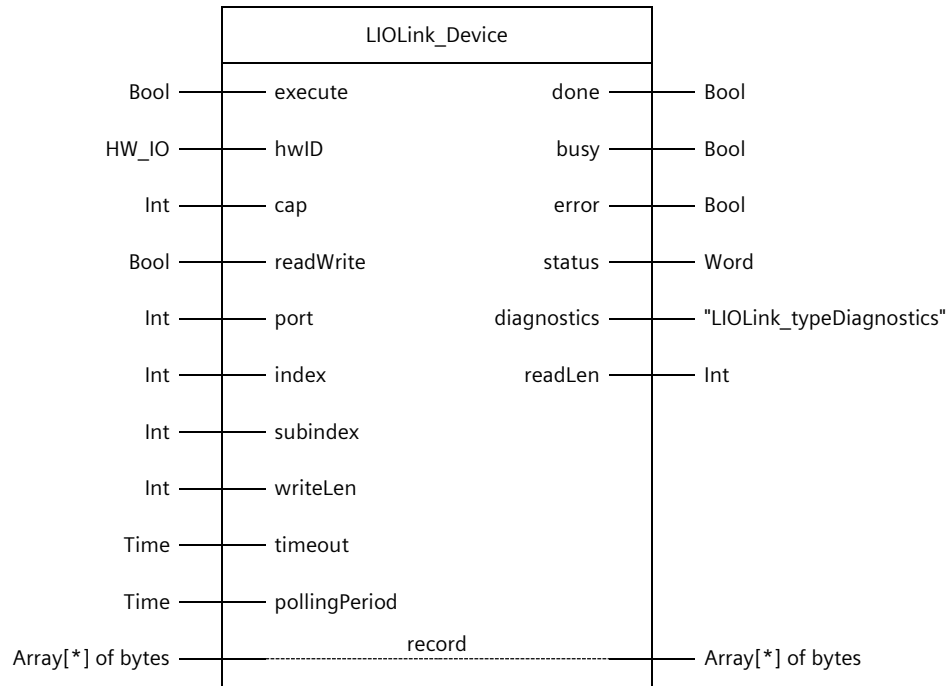 LIOLink_Device
Bool execute done Bool
HW_IO hwID busy Bool
Int cap error Bool
Bool readWrite status Word
Int port diagnostics "LIOLink_typeDiagnostics"
Int index readLen Int
Int subindex
Int writeLen
Time timeout
Time pollingPeriod
Array[*] of bytes record Array[*] of bytes